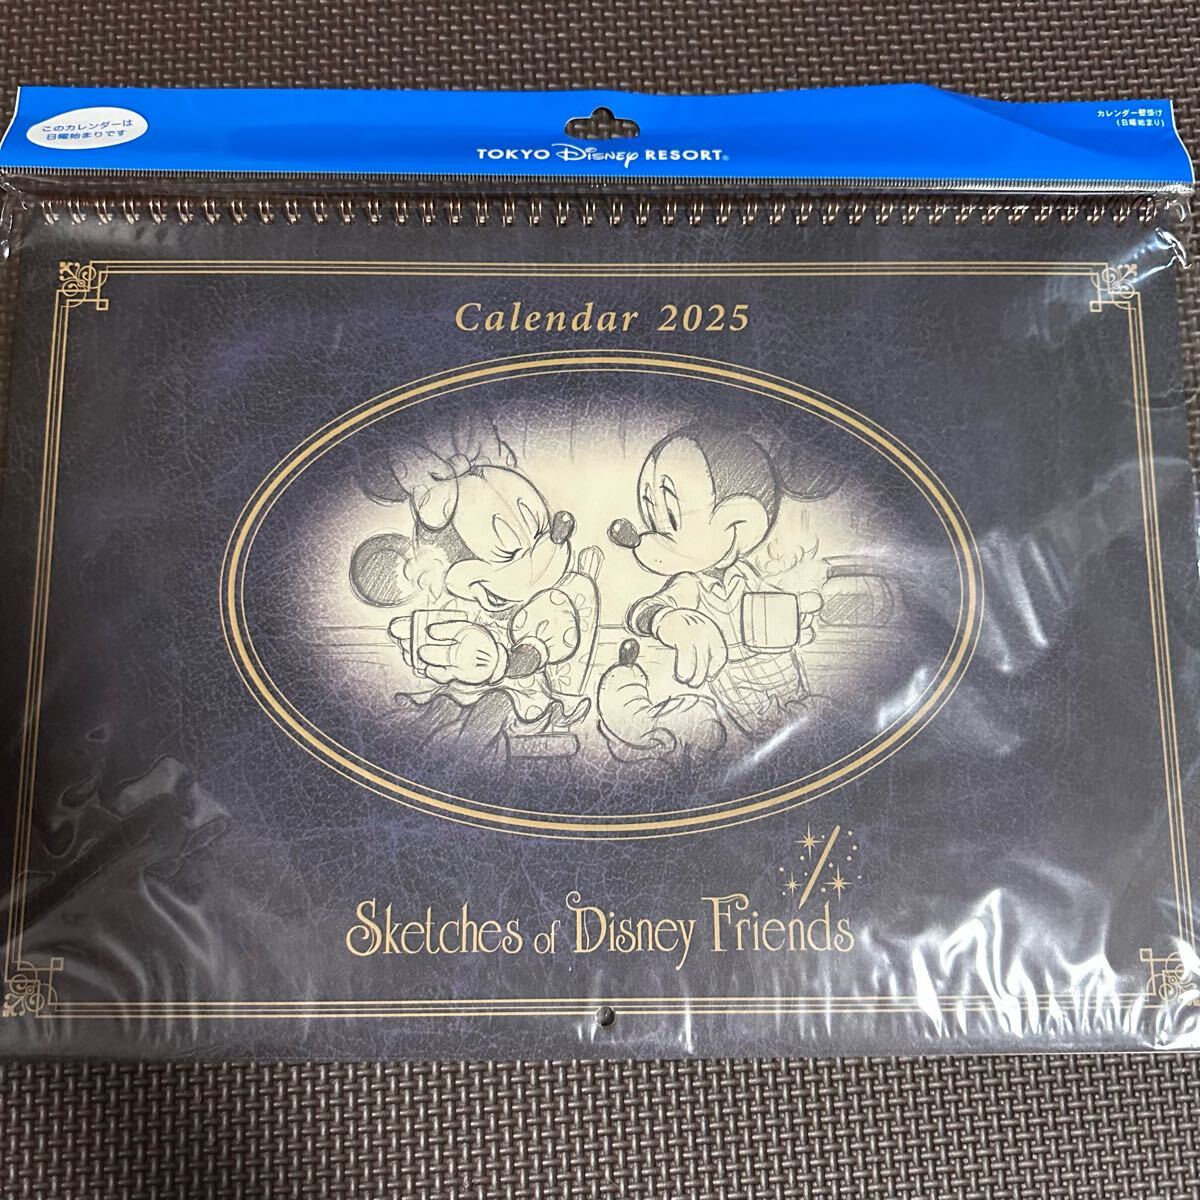 このカレンダーは
日曜始まりです
TOKYO Disney RESORT®
カレンダー壁掛け
(日曜始まり)
Calendar 2025
Sketches of Disney Friends